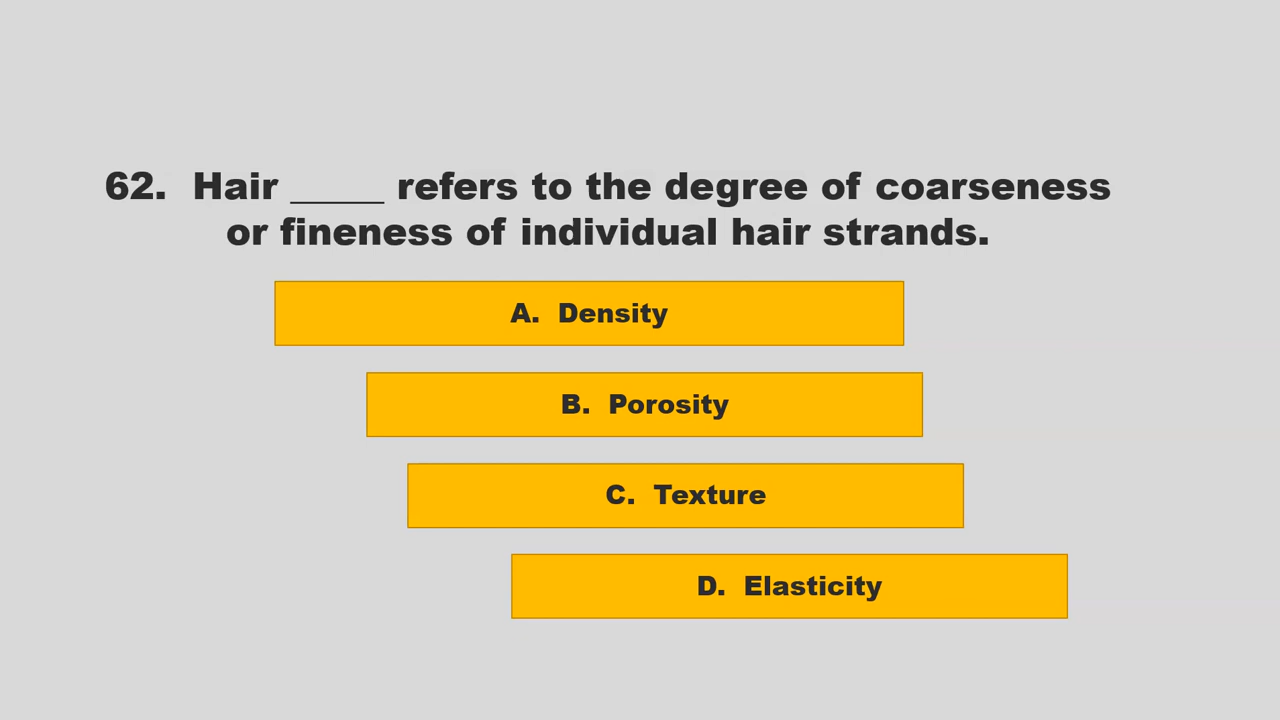 62. Hair _____ refers to the degree of coarseness
or fineness of individual hair strands.
A. Density
B. Porosity
C. Texture
D. Elasticity